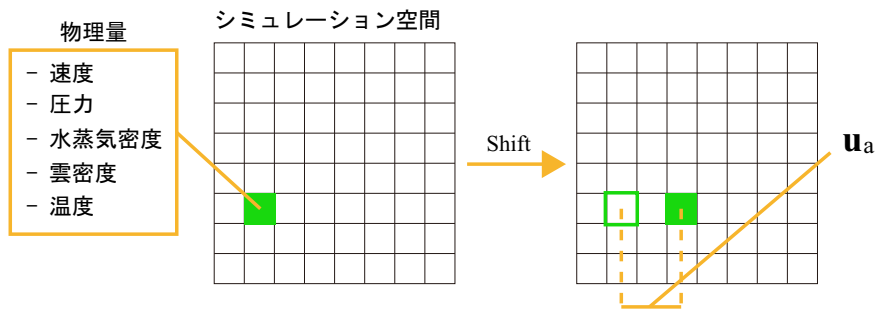 シミュレーション空間
物理量
- 速度
- 圧力
- 水蒸気密度
- 雲密度
- 温度
Shift
ua